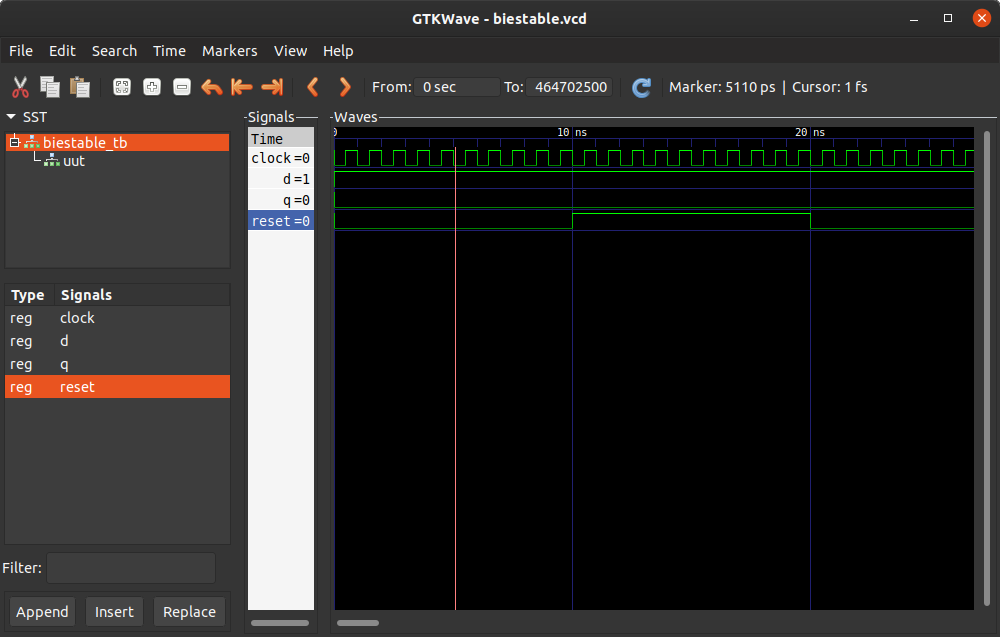 GTKWave - biestable.vcd
File Edit Search Time Markers View Help
From: 0 sec To: 464702500 Marker: 5110 ps | Cursor: 1 fs
SST
biestable_tb
uut
Type Signals
reg clock
reg d
reg q
reg reset
Filter:
Append Insert Replace
Signals
Time
clock=0
d=1
q=0
reset=0
Waves
0 10 ns 20 ns